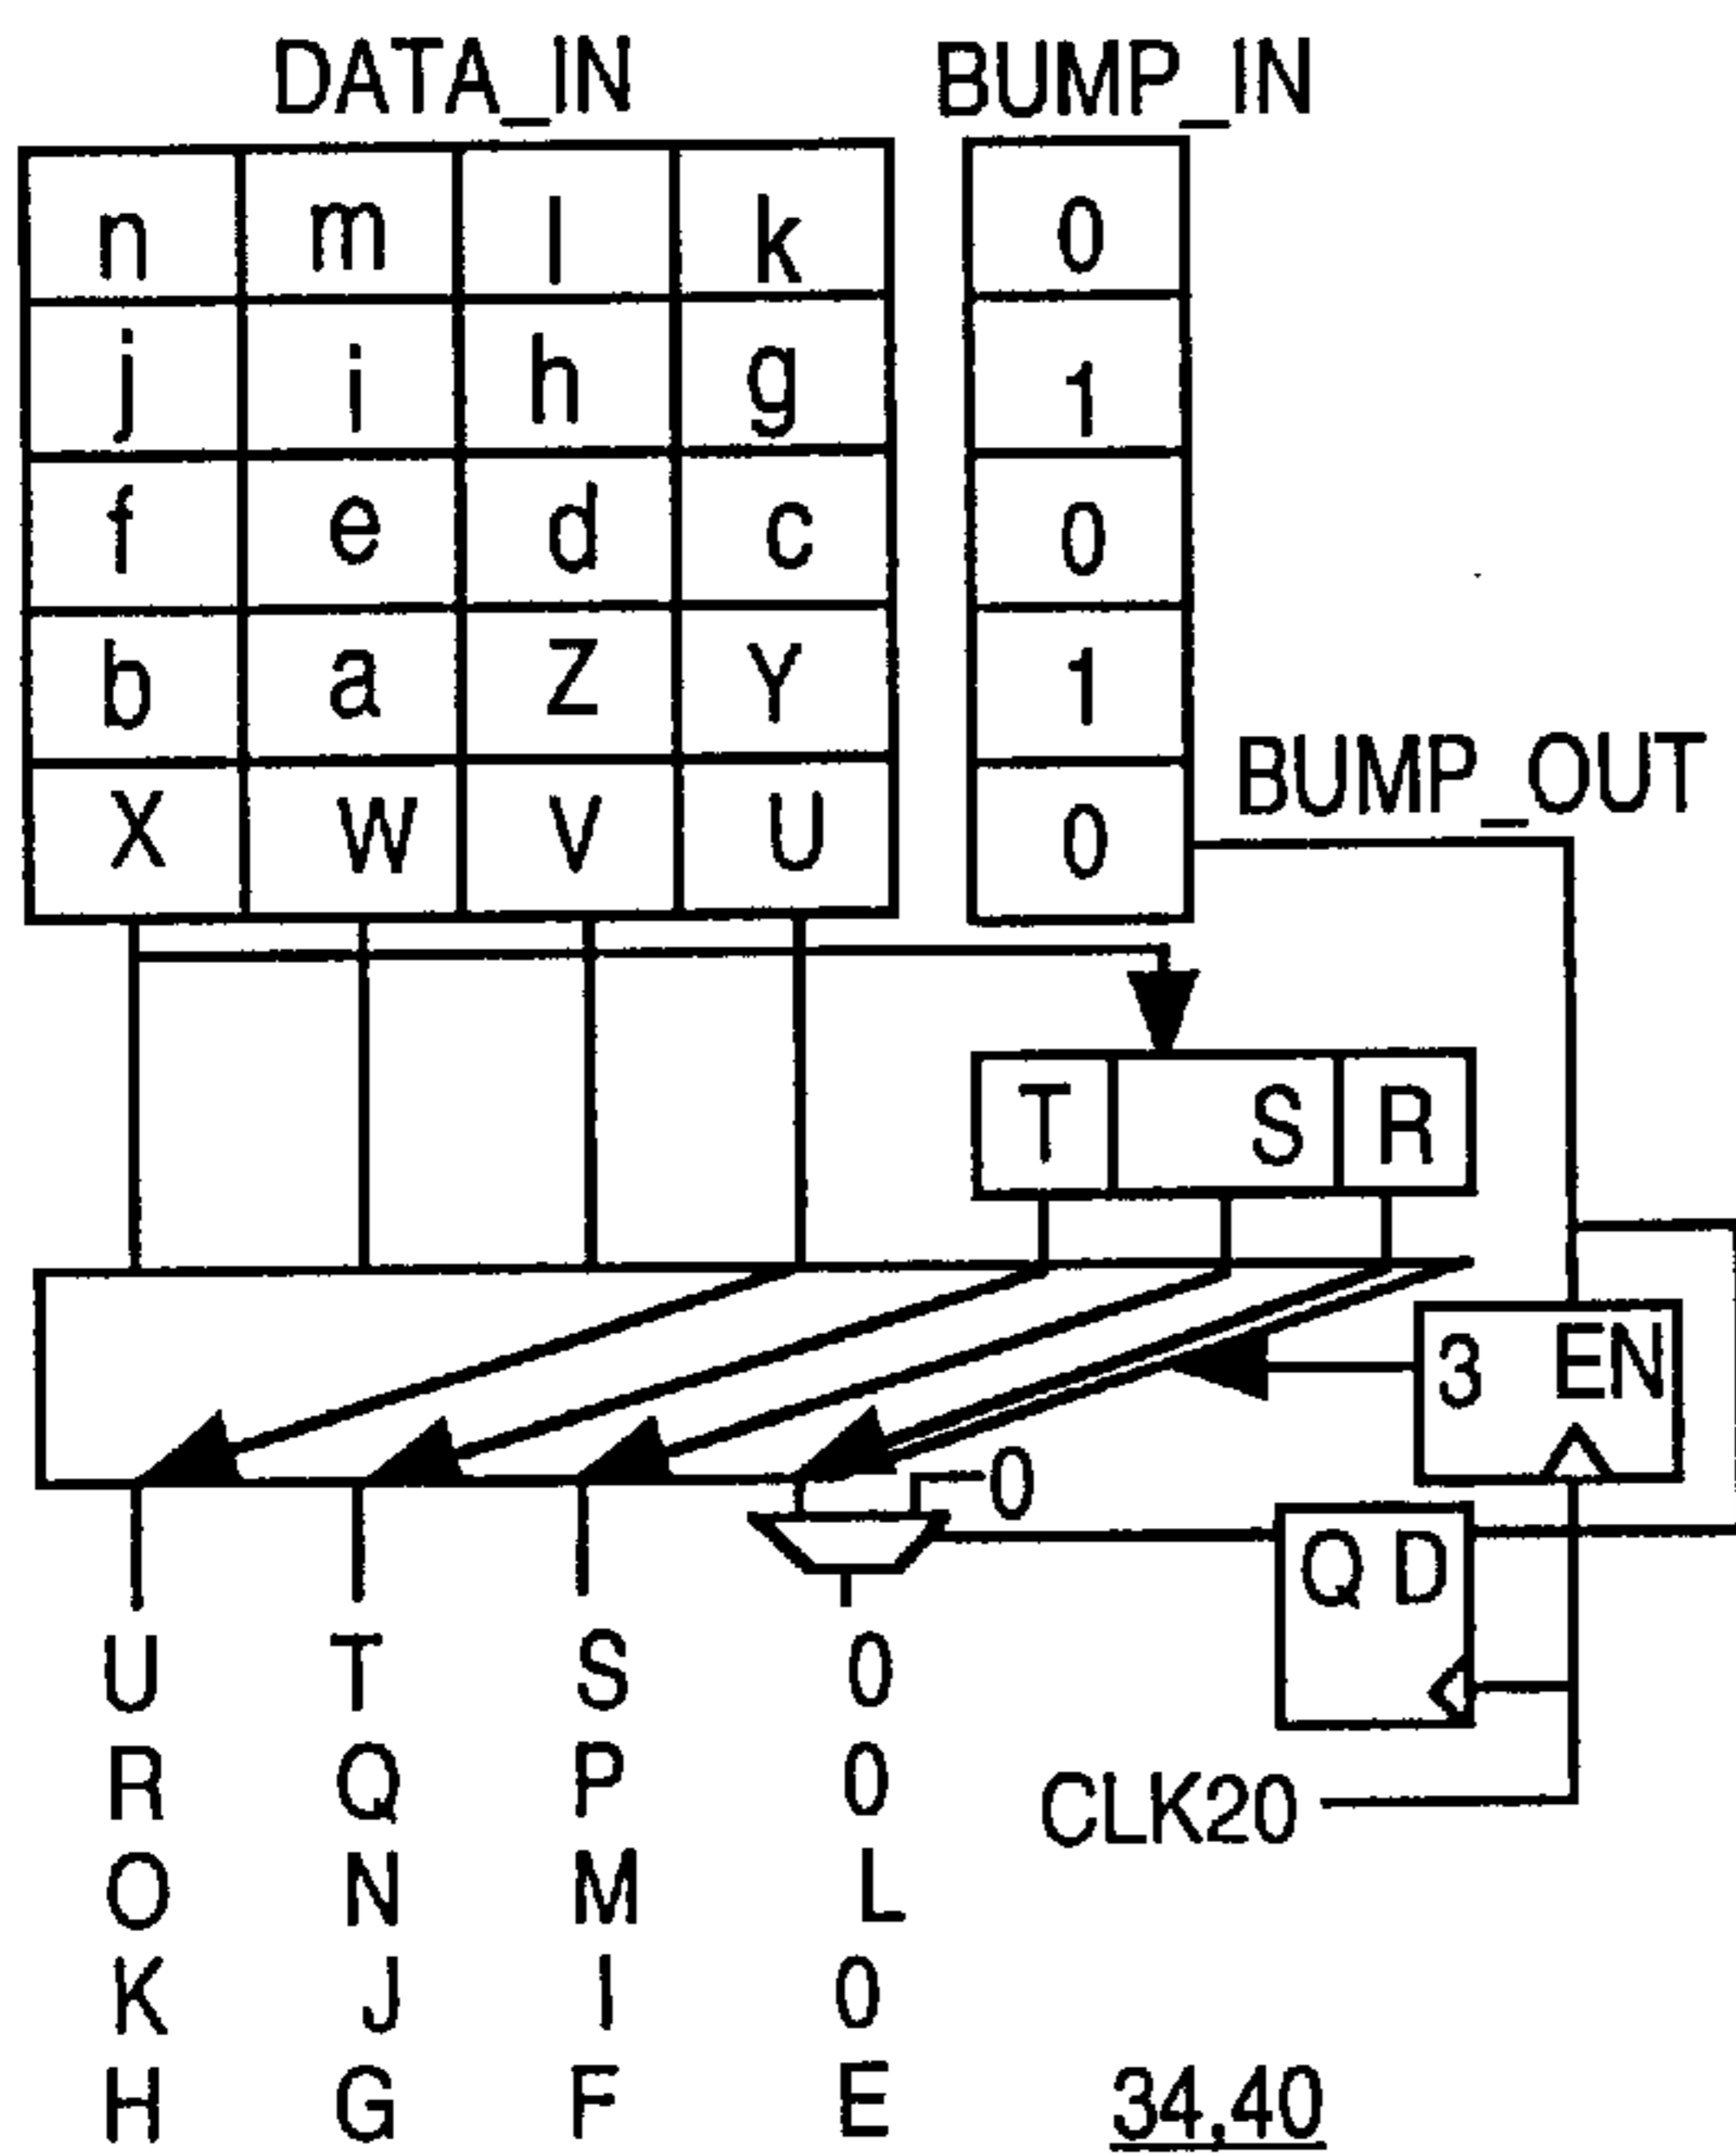 DATA_IN BUMP_IN
n m l k 0
j i h g 1
f e d c 0
b a Z Y 1
BUMP_OUT
X W V U 0
T S R
3 EN
0
Q D
U T S 0
R Q P 0
CLK20
O N M L
K J I 0
H G F E
34.40